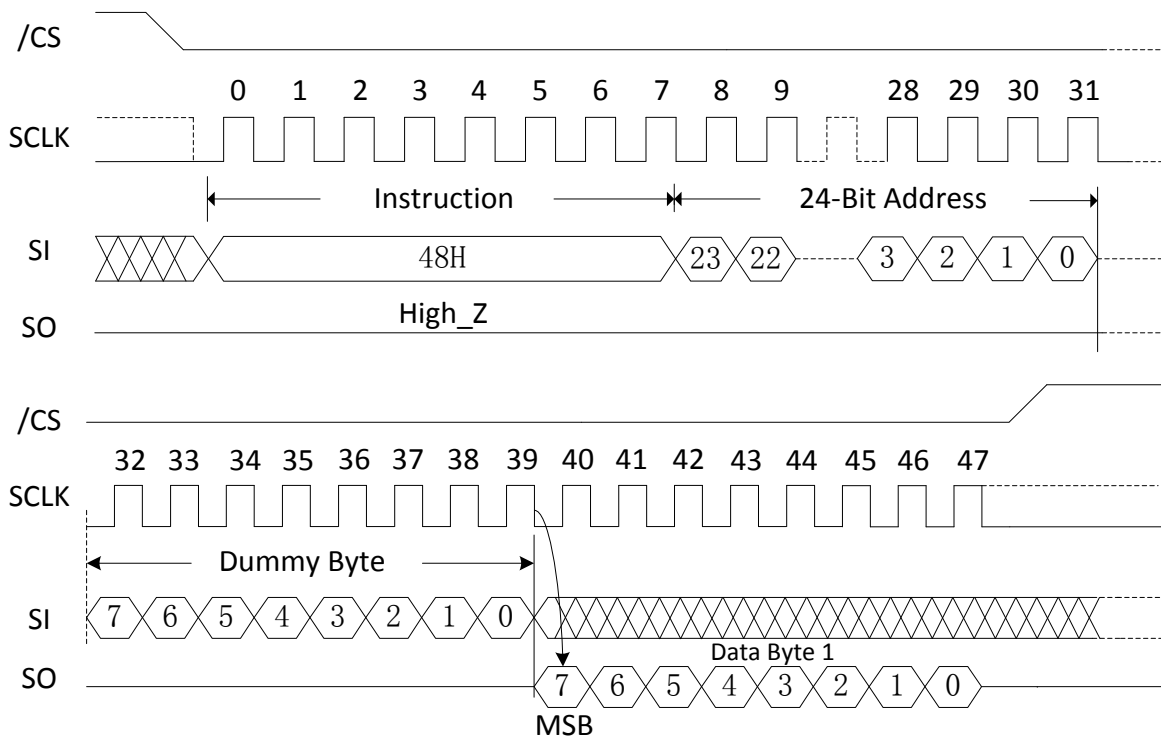 /CS
0 1 2 3 4 5 6 7 8 9 28 29 30 31
SCLK
Instruction 24-Bit Address
SI 48H 23 22 3 2 1 0
High_Z
SO
/CS
32 33 34 35 36 37 38 39 40 41 42 43 44 45 46 47
SCLK
Dummy Byte
SI 7 6 5 4 3 2 1 0
Data Byte 1
SO 7 6 5 4 3 2 1 0
MSB